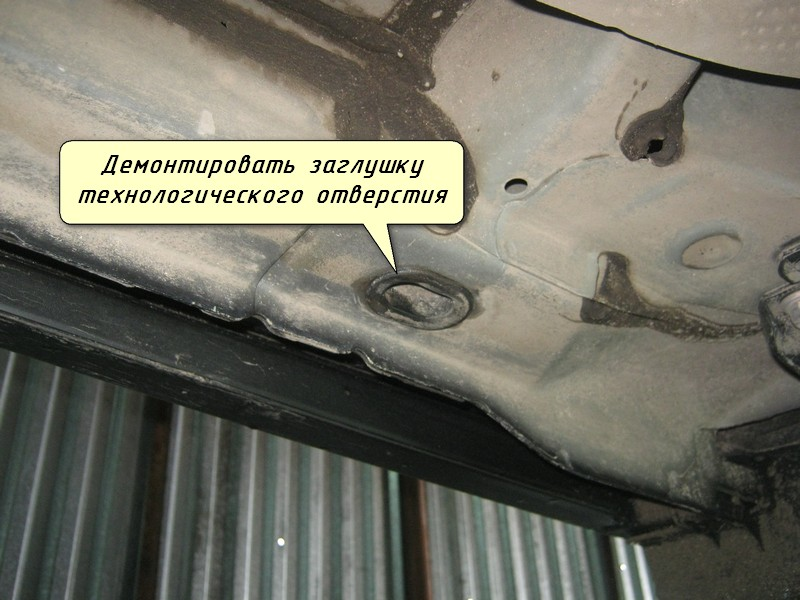 Демонтировать заглушку
технологического отверстия